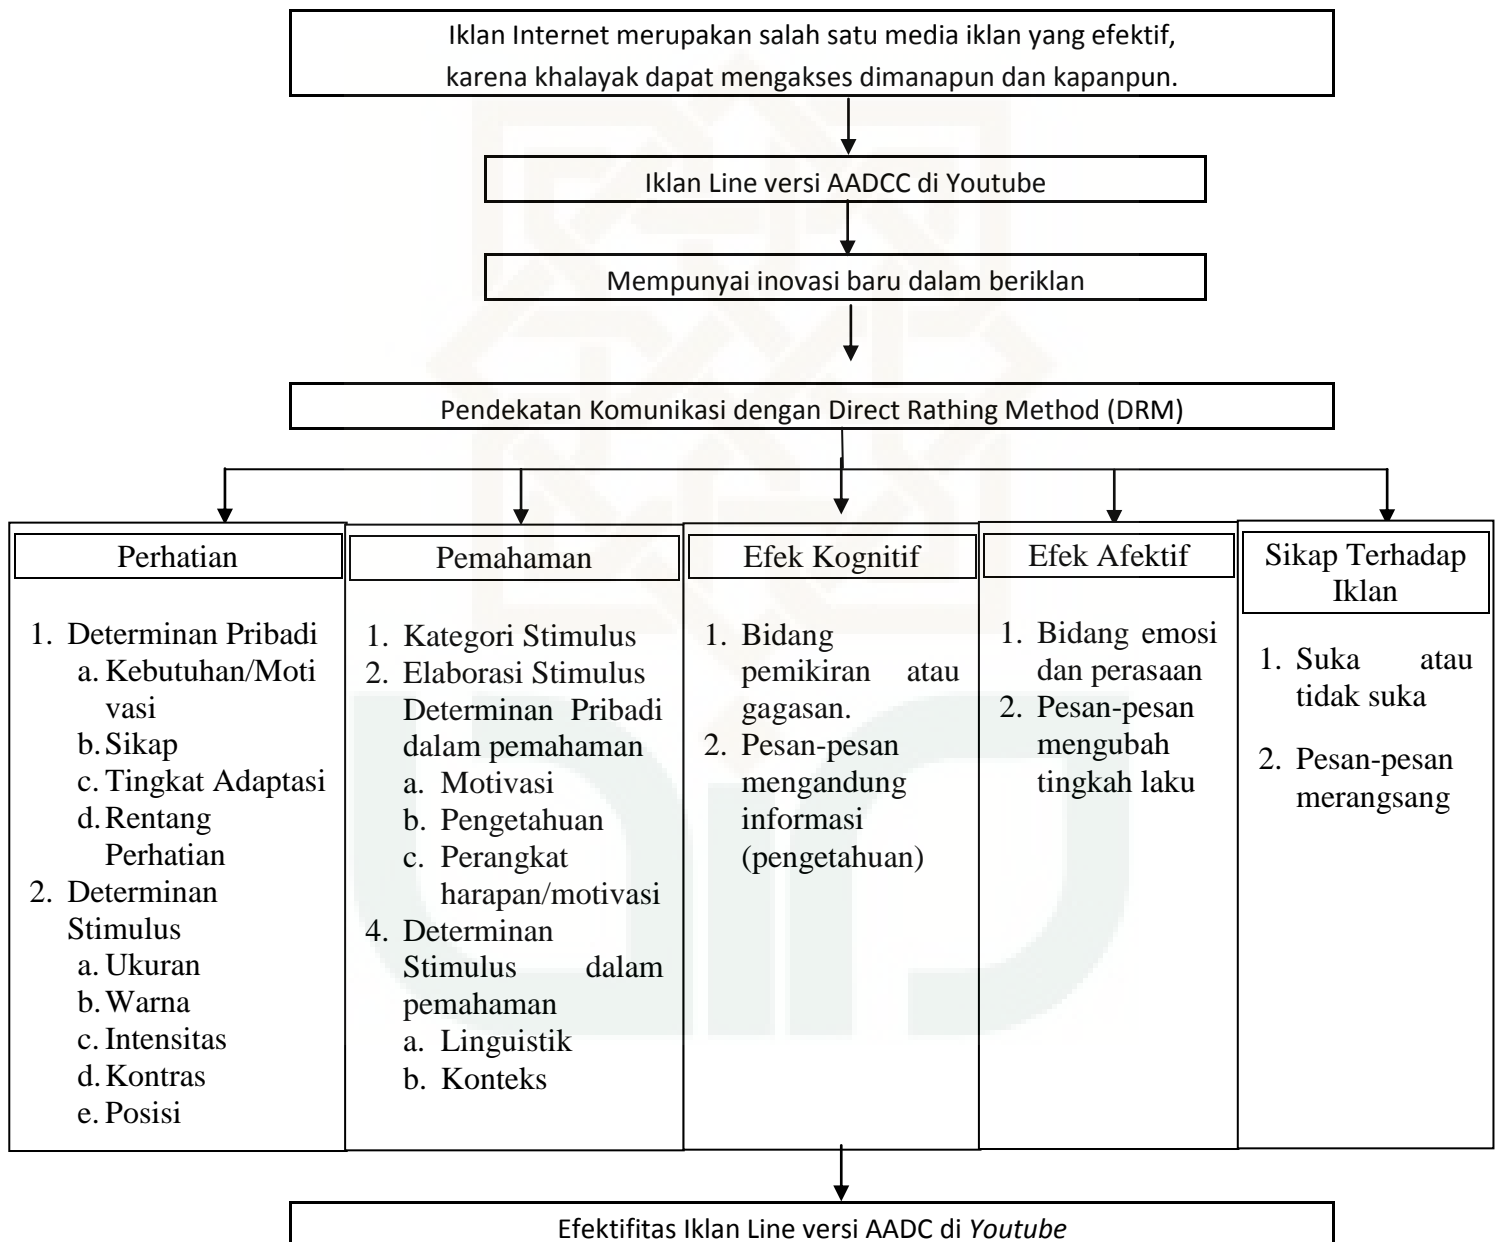 Iklan Internet merupakan salah satu media iklan yang efektif,
karena khalayak dapat mengakses dimanapun dan kapanpun.
Iklan Line versi AADCC di Youtube
Mempunyai inovasi baru dalam beriklan
Pendekatan Komunikasi dengan Direct Rathing Method (DRM)
Perhatian
1. Determinan Pribadi
a. Kebutuhan/Moti
vasi
b. Sikap
c. Tingkat Adaptasi
d. Rentang
Perhatian
2. Determinan
Stimulus
a. Ukuran
b. Warna
c. Intensitas
d. Kontras
e. Posisi
Pemahaman
1. Kategori Stimulus
2. Elaborasi Stimulus
Determinan Pribadi
dalam pemahaman
a. Motivasi
b. Pengetahuan
c. Perangkat
harapan/motivasi
4. Determinan
Stimulus dalam
pemahaman
a. Linguistik
b. Konteks
Efek Kognitif
1. Bidang
pemikiran atau
gagasan.
2. Pesan-pesan
mengandung
informasi
(pengetahuan)
Efek Afektif
1. Bidang emosi
dan perasaan
2. Pesan-pesan
mengubah
tingkah laku
Sikap Terhadap
Iklan
1. Suka atau
tidak suka
2. Pesan-pesan
merangsang
Efektifitas Iklan Line versi AADC di Youtube